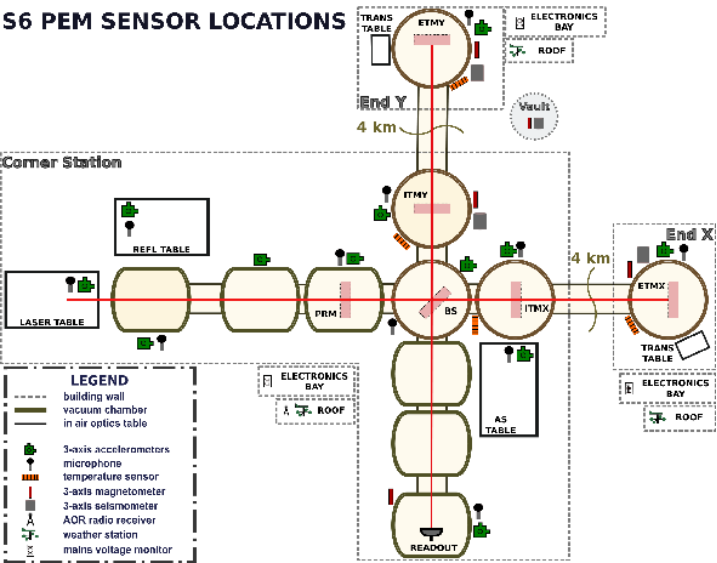 S6 PEM SENSOR LOCATIONS
TRANS
TABLE
ETMY
ELECTRONICS
BAY
ROOF
End Y
Vault
4 km
Corner Station
ITMY
REFL TABLE
End X
4 km
ETMX
LASER TABLE
PRM
BS
ITMX
TRANS
TABLE
LEGEND
building wall
vacuum chamber
in air optics table
3-axis accelerometers
microphone
temperature sensor
3-axis magnetometer
3-axis seismometer
AOR radio receiver
weather station
mains voltage monitor
ELECTRONICS
BAY
ROOF
AS
TABLE
ELECTRONICS
BAY
ROOF
READOUT